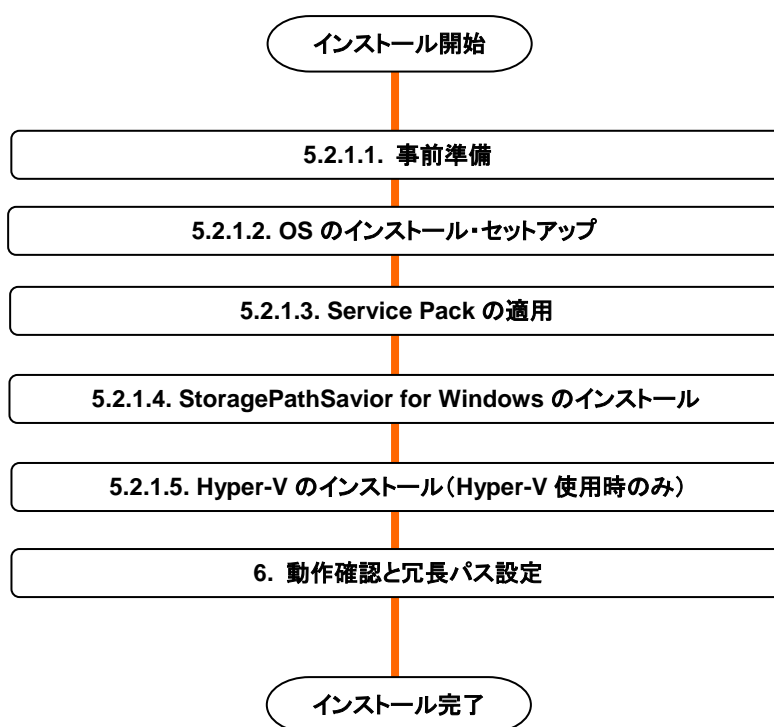 インストール開始
5.2.1.1. 事前準備
5.2.1.2. OS のインストール・セットアップ
5.2.1.3. Service Pack の適用
5.2.1.4. StoragePathSavior for Windows のインストール
5.2.1.5. Hyper-V のインストール（Hyper-V 使用時のみ）
6. 動作確認と冗長パス設定
インストール完了